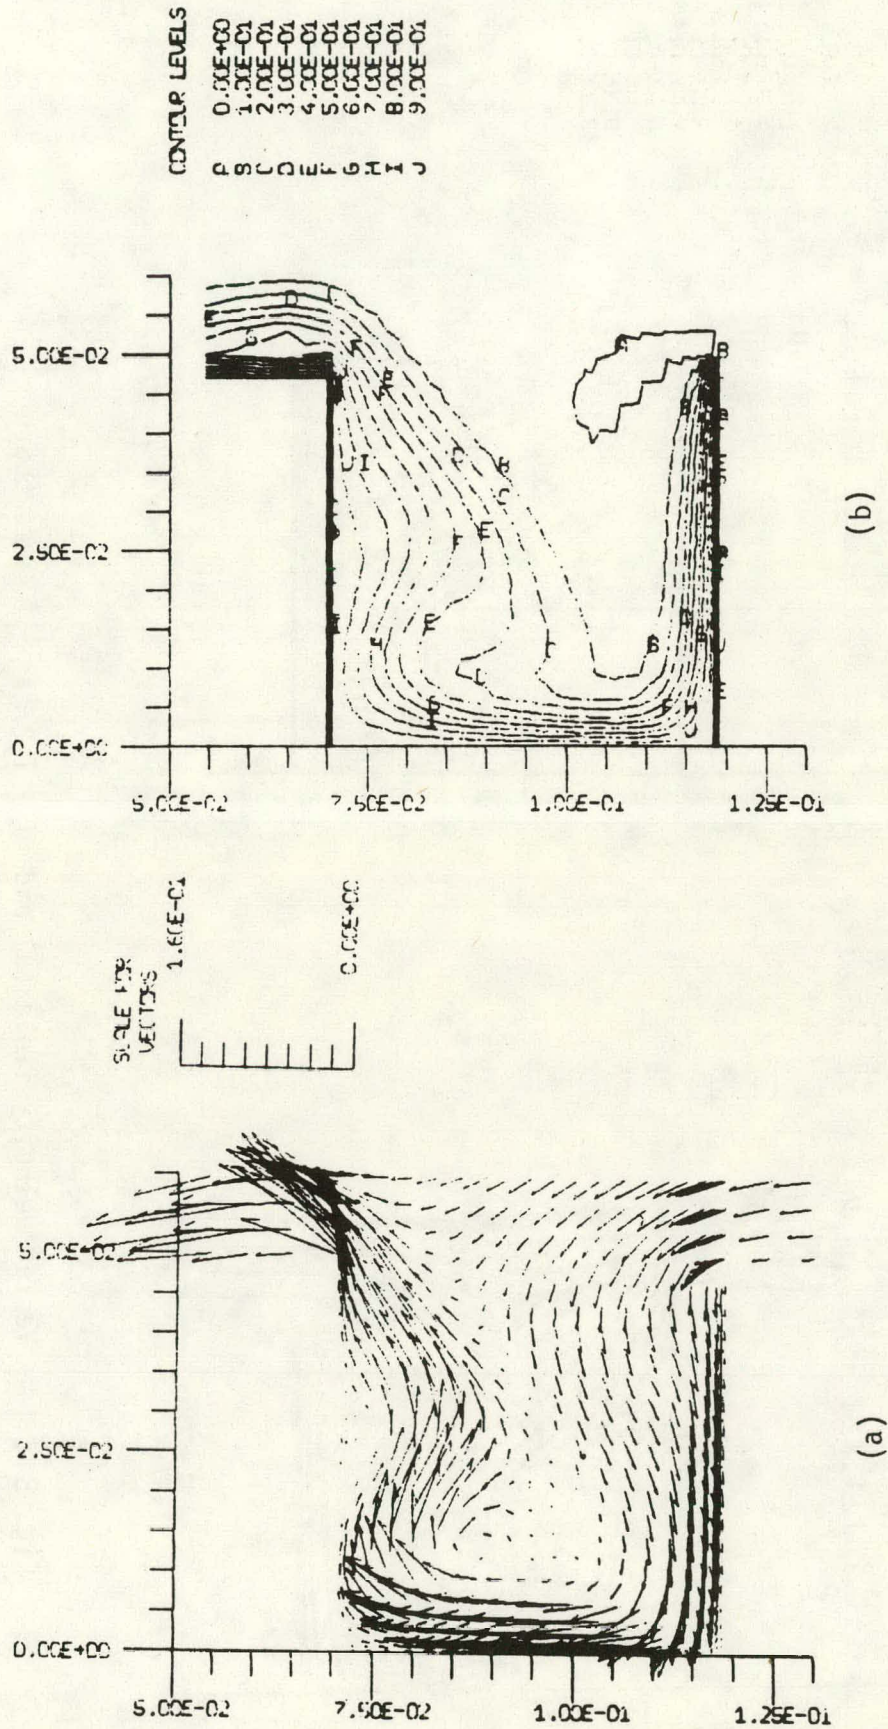 CONTOUR LEVELS
A 0.00E+00
B 1.00E-01
C 2.00E-01
D 3.00E-01
E 4.00E-01
F 5.00E-01
G 6.00E-01
H 7.00E-01
I 8.00E-01
J 9.00E-01
5.00E-02
2.50E-02
0.00E+00
5.00E-02
7.50E-02
1.00E-01
1.25E-01
(b)
SCALE FOR
VECTORS
1.60E-01
0.00E+00
5.00E-02
2.50E-02
0.00E+00
5.00E-02
7.50E-02
1.00E-01
1.25E-01
(a)